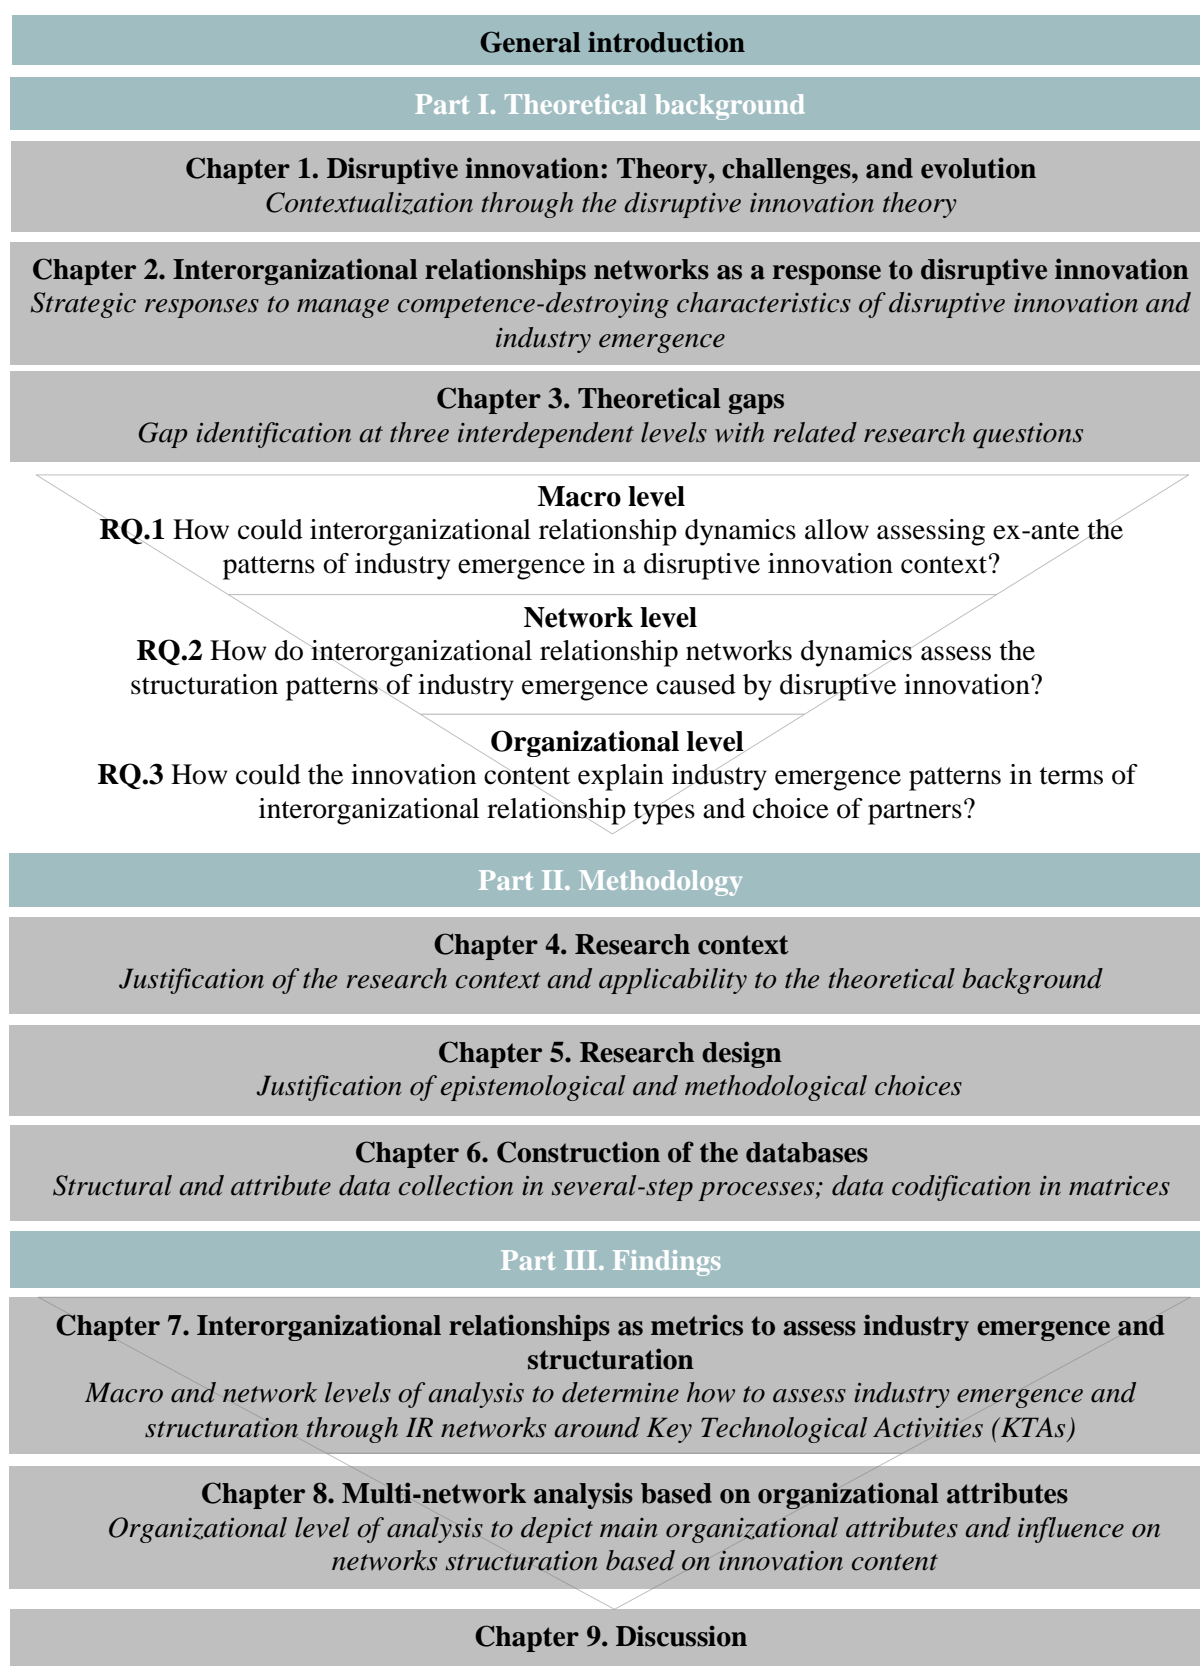 General introduction
Part I. Theoretical background
Chapter 1. Disruptive innovation: Theory, challenges, and evolution
Contextualization through the disruptive innovation theory
Chapter 2. Interorganizational relationships networks as a response to disruptive innovation
Strategic responses to manage competence-destroying characteristics of disruptive innovation and
industry emergence
Chapter 3. Theoretical gaps
Gap identification at three interdependent levels with related research questions
Macro level
RQ.1 How could interorganizational relationship dynamics allow assessing ex-ante the
patterns of industry emergence in a disruptive innovation context?
Network level
RQ.2 How do interorganizational relationship networks dynamics assess the
structuration patterns of industry emergence caused by disruptive innovation?
Organizational level
RQ.3 How could the innovation content explain industry emergence patterns in terms of
interorganizational relationship types and choice of partners?
Part II. Methodology
Chapter 4. Research context
Justification of the research context and applicability to the theoretical background
Chapter 5. Research design
Justification of epistemological and methodological choices
Chapter 6. Construction of the databases
Structural and attribute data collection in several-step processes; data codification in matrices
Part III. Findings
Chapter 7. Interorganizational relationships as metrics to assess industry emergence and
structuration
Macro and network levels of analysis to determine how to assess industry emergence and
structuration through IR networks around Key Technological Activities (KTAs)
Chapter 8. Multi-network analysis based on organizational attributes
Organizational level of analysis to depict main organizational attributes and influence on
networks structuration based on innovation content
Chapter 9. Discussion